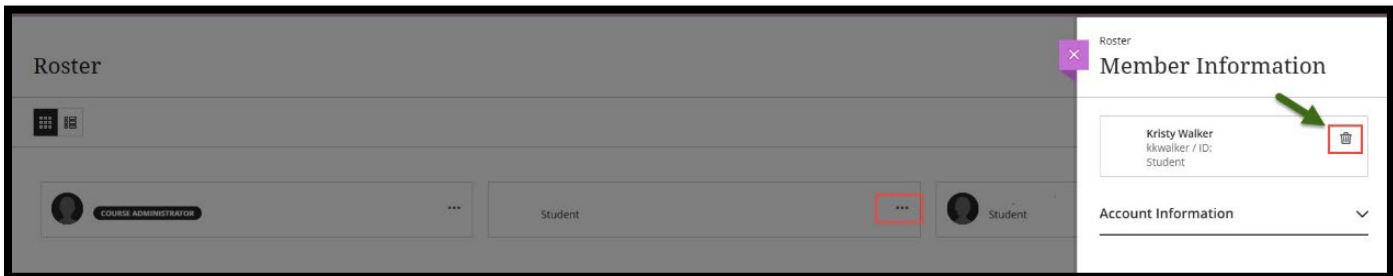 Roster
COURSE ADMINISTRATOR
Student
Student
Roster
Member Information
Kristy Walker
kkwalker / ID:
Student
Account Information